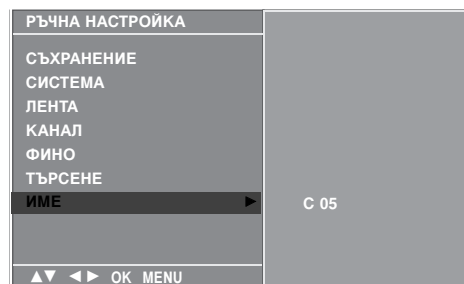 РЪЧНА НАСТРОЙКА
СЪХРАНЕНИЕ
СИСТЕМА
ЛЕНТА
КАНАЛ
ФИНО
ТЪРСЕНЕ
ИМЕ ► C 05
▲▼ ◄► OK MENU